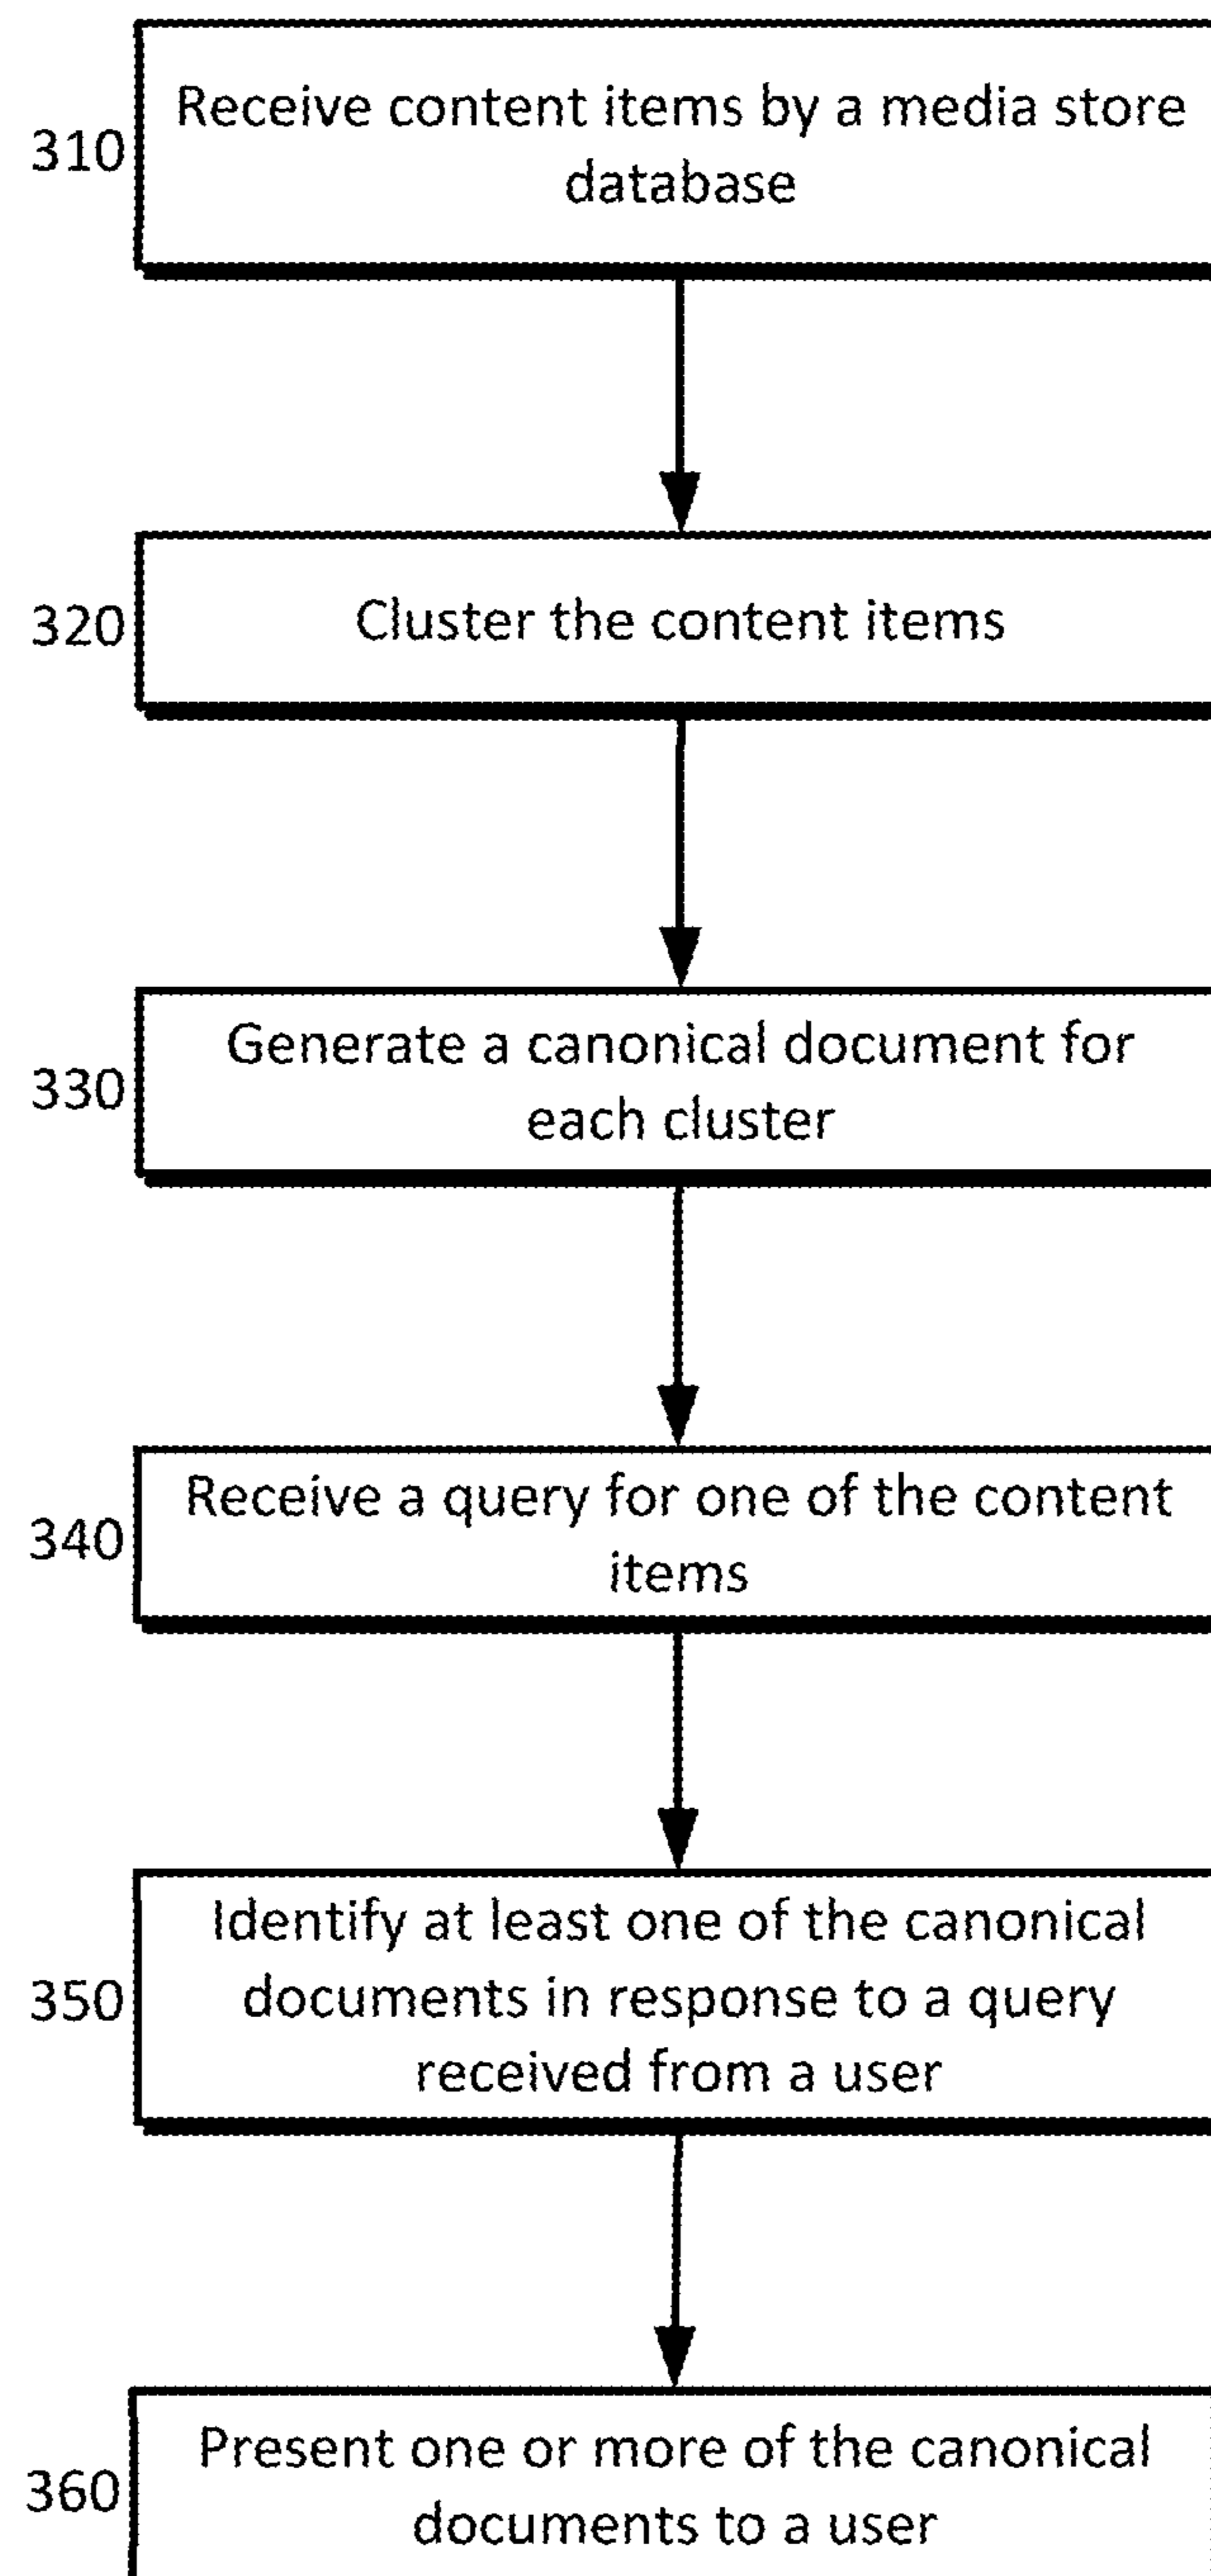 310
Receive content items by a media store
database
320
Cluster the content items
330
Generate a canonical document for
each cluster
340
Receive a query for one of the content
items
350
Identify at least one of the canonical
documents in response to a query
received from a user
360
Present one or more of the canonical
documents to a user